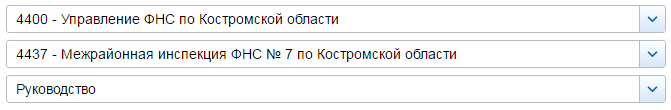 4400 - Управление ФНС по Костромской области
4437 - Межрайонная инспекция ФНС № 7 по Костромской области
Руководство